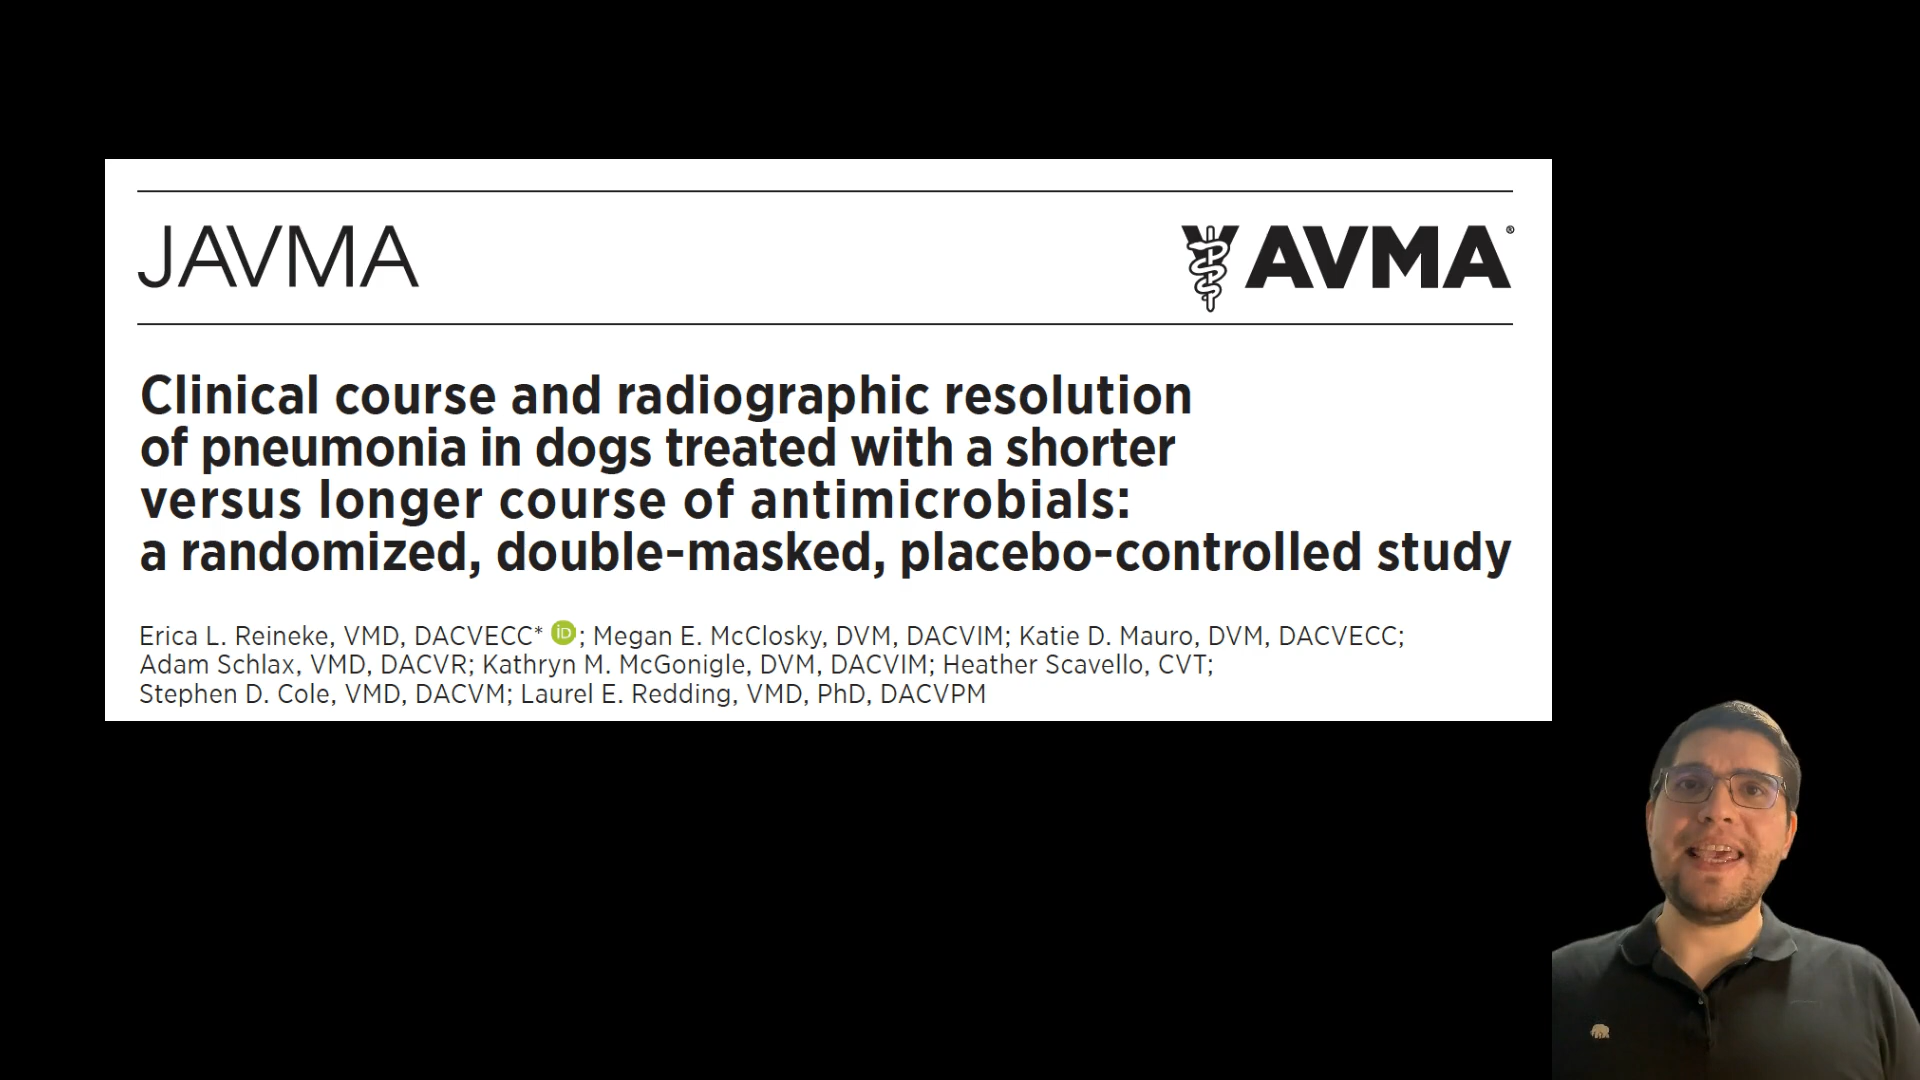 JAVMA
AVMA®
Clinical course and radiographic resolution
of pneumonia in dogs treated with a shorter
versus longer course of antimicrobials:
a randomized, double-masked, placebo-controlled study
Erica L. Reineke, VMD, DACVECC* iD; Megan E. McClosky, DVM, DACVIM; Katie D. Mauro, DVM, DACVECC;
Adam Schlax, VMD, DACVR; Kathryn M. McGonigle, DVM, DACVIM; Heather Scavello, CVT;
Stephen D. Cole, VMD, DACVM; Laurel E. Redding, VMD, PhD, DACVPM